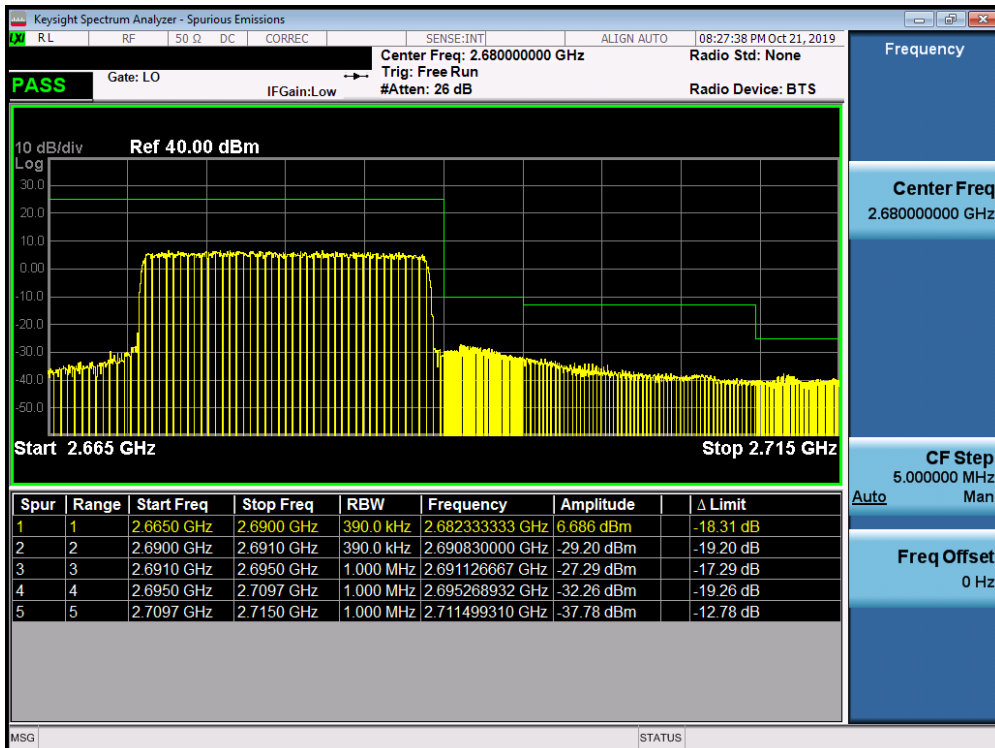 Keysight Spectrum Analyzer - Spurious Emissions
LXI RL RF 50 Ω DC CORREC SENSE:INT ALIGN AUTO 08:27:38 PM Oct 21, 2019
Center Freq: 2.680000000 GHz Radio Std: None
Gate: LO Trig: Free Run
PASS IFGain:Low #Atten: 26 dB Radio Device: BTS
10 dB/div Ref 40.00 dBm
Log
30.0
20.0
10.0
0.00
-10.0
-20.0
-30.0
-40.0
-50.0
Start 2.665 GHz Stop 2.715 GHz
Spur Range Start Freq Stop Freq RBW Frequency Amplitude Δ Limit
1 1 2.6650 GHz 2.6900 GHz 390.0 kHz 2.682333333 GHz 6.686 dBm -18.31 dB
2 2 2.6900 GHz 2.6910 GHz 390.0 kHz 2.690830000 GHz -29.20 dBm -19.20 dB
3 3 2.6910 GHz 2.6950 GHz 1.000 MHz 2.691126667 GHz -27.29 dBm -17.29 dB
4 4 2.6950 GHz 2.7097 GHz 1.000 MHz 2.695268932 GHz -32.26 dBm -19.26 dB
5 5 2.7097 GHz 2.7150 GHz 1.000 MHz 2.711499310 GHz -37.78 dBm -12.78 dB
MSG STATUS
Frequency
Center Freq
2.680000000 GHz
CF Step
5.000000 MHz
Auto Man
Freq Offset
0 Hz